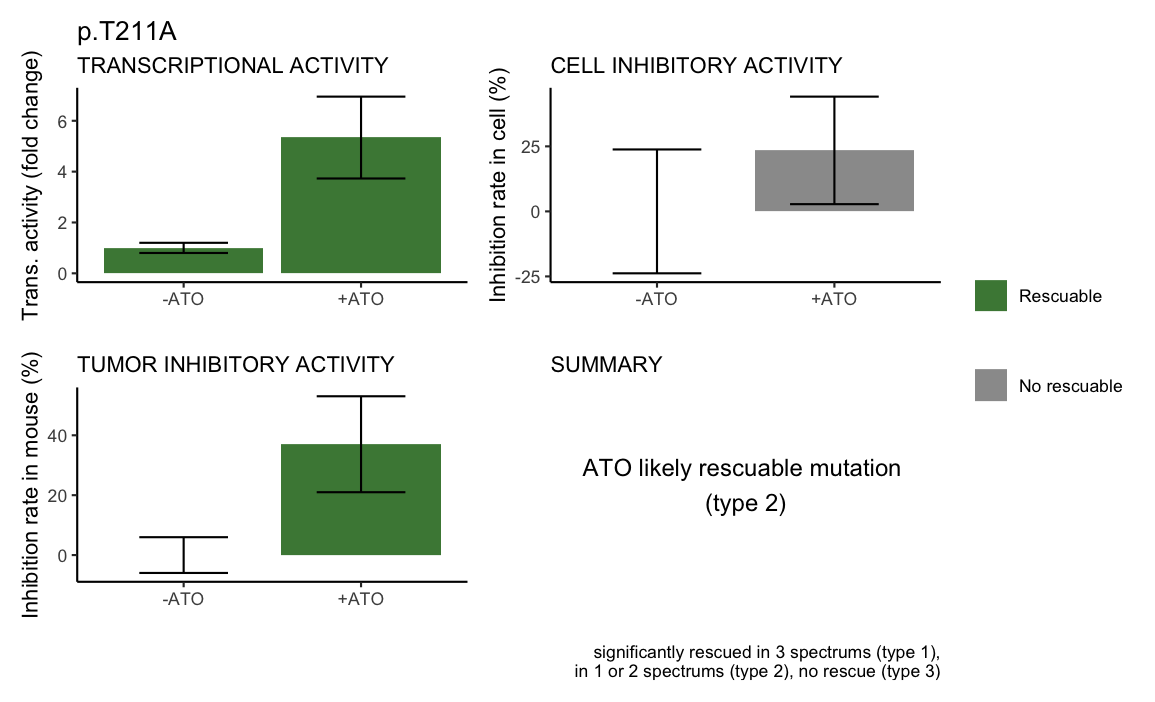 p.T211A
TRANSCRIPTIONAL ACTIVITY
Trans. activity (fold change)
6
4
2
0
-ATO
+ATO
CELL INHIBITORY ACTIVITY
Inhibition rate in cell (%)
25
0
-25
-ATO
+ATO
Rescuable
No rescuable
TUMOR INHIBITORY ACTIVITY
Inhibition rate in mouse (%)
40
20
0
-ATO
+ATO
SUMMARY
ATO likely rescuable mutation
(type 2)
significantly rescued in 3 spectrums (type 1),
in 1 or 2 spectrums (type 2), no rescue (type 3)